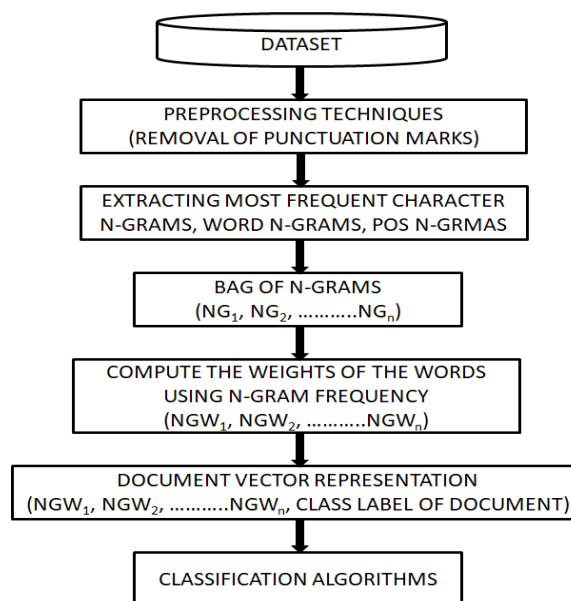 DATASET
PREPROCESSING TECHNIQUES
(REMOVAL OF PUNCTUATION MARKS)
EXTRACTING MOST FREQUENT CHARACTER
N-GRAMS, WORD N-GRAMS, POS N-GRMAS
BAG OF N-GRAMS
(NG₁, NG₂, ………..NGₙ)
COMPUTE THE WEIGHTS OF THE WORDS
USING N-GRAM FREQUENCY
(NGW₁, NGW₂, ………..NGWₙ)
DOCUMENT VECTOR REPRESENTATION
(NGW₁, NGW₂, ………..NGWₙ, CLASS LABEL OF DOCUMENT)
CLASSIFICATION ALGORITHMS